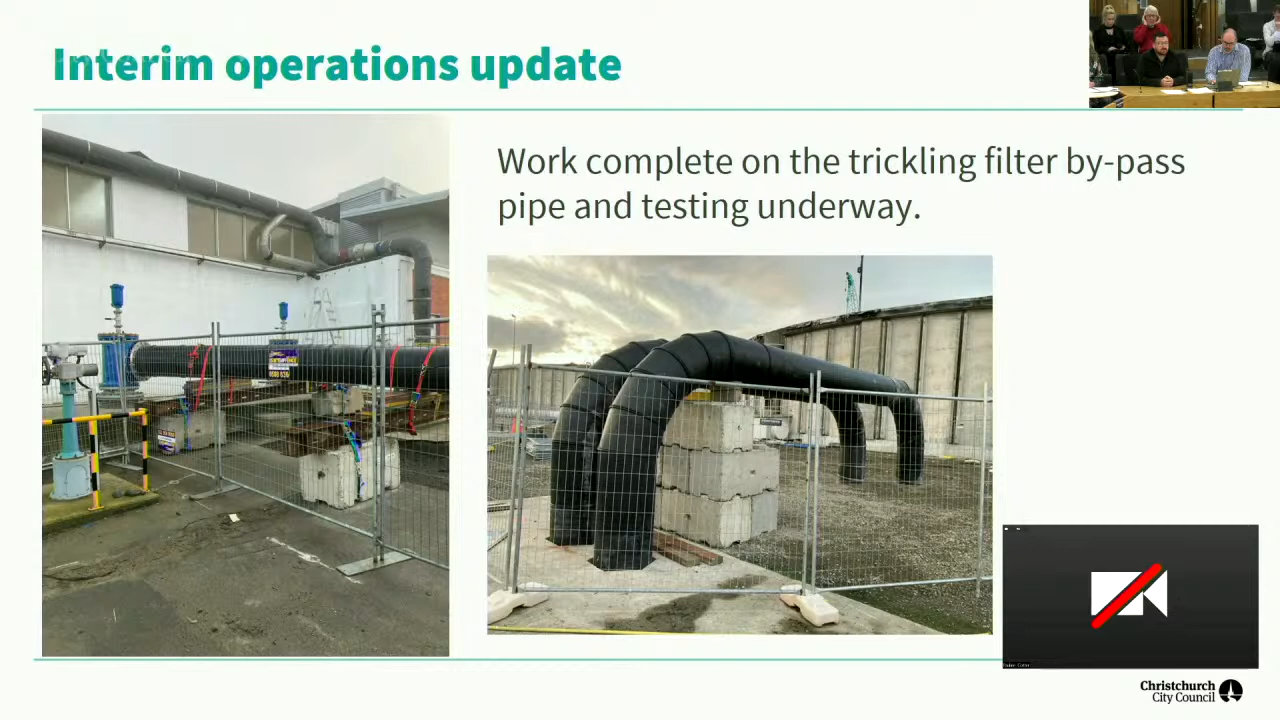 Interim operations update
Work complete on the trickling filter by-pass
pipe and testing underway.
Christchurch
City Council